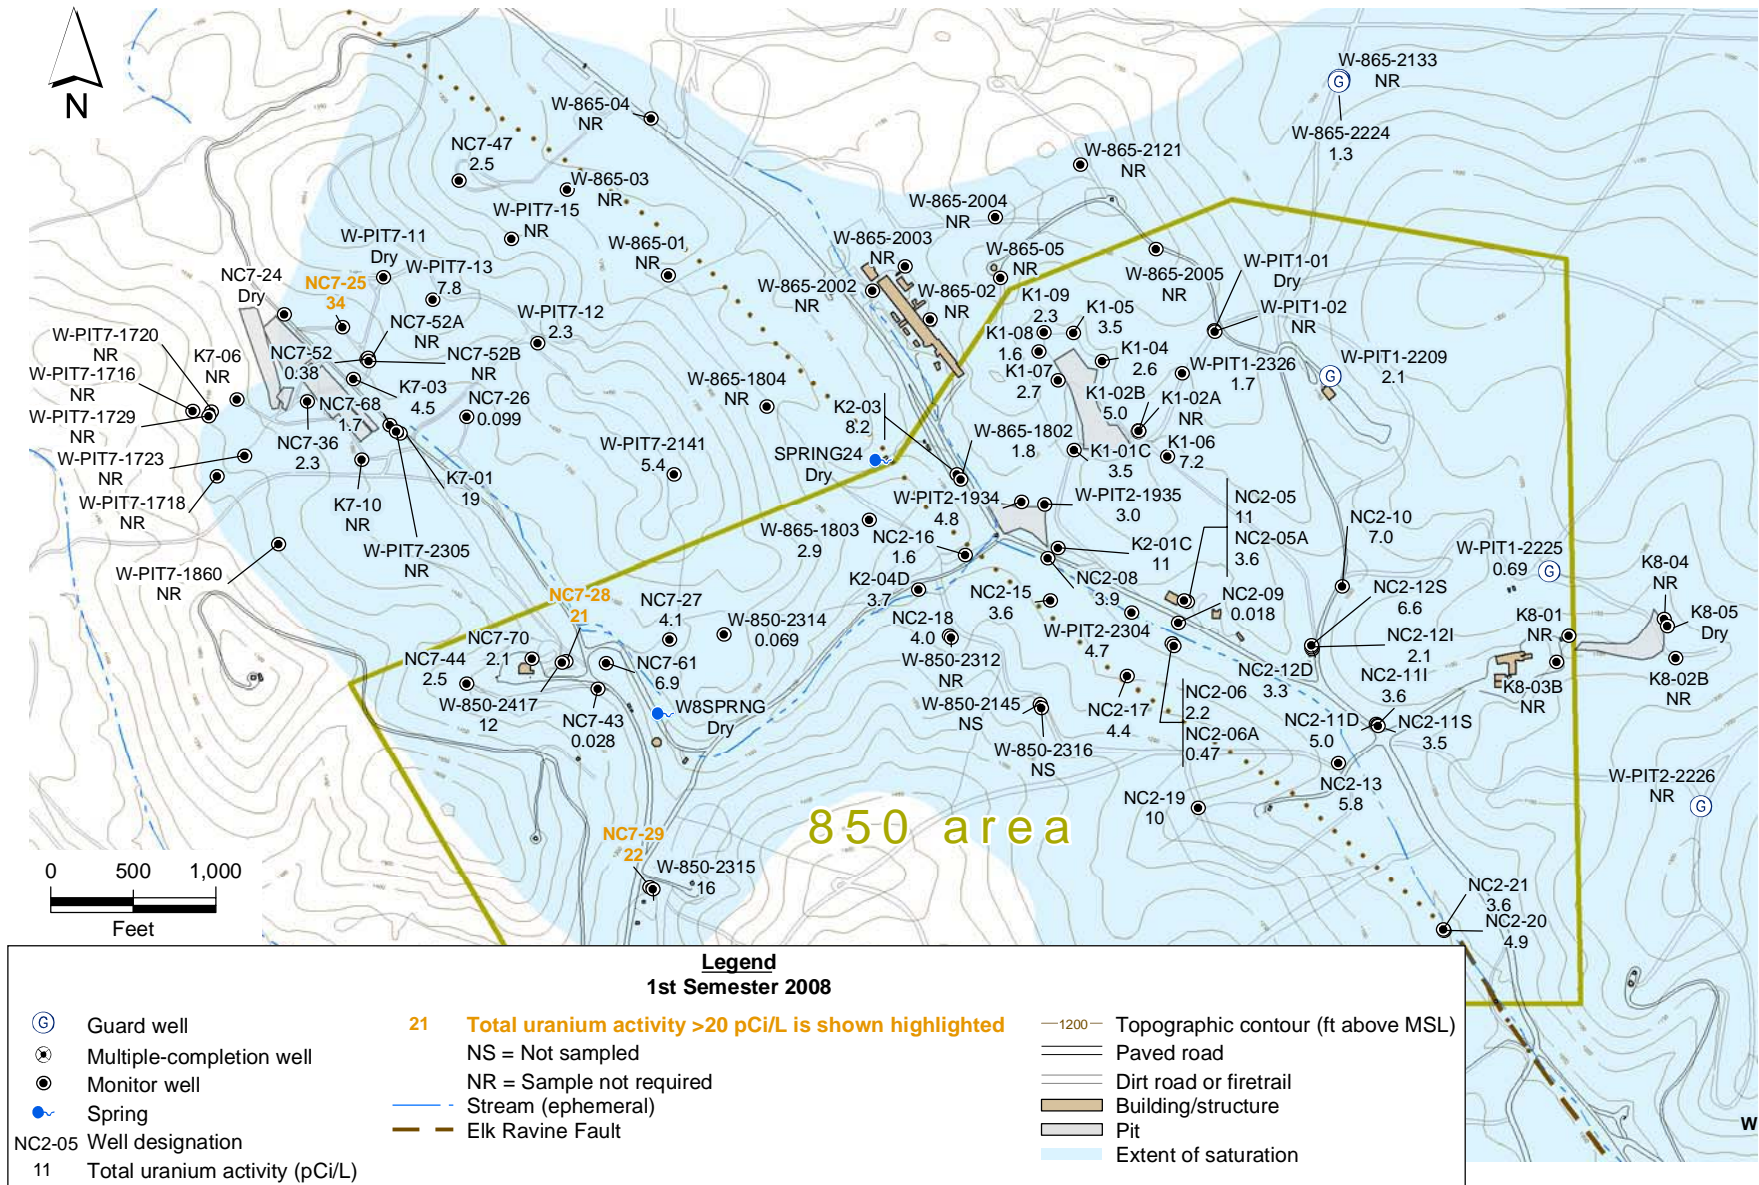 N
W-865-04
NR
NC7-47
2.5
W-865-03
NR
W-PIT7-15
NR
W-865-01
NR
W-PIT7-11
Dry
W-PIT7-13
7.8
NC7-24
Dry
NC7-25
34
W-PIT7-12
2.3
NC7-52A
NR
NC7-52
0.38
NC7-52B
NR
W-PIT7-1720
NR
K7-06
NR
W-PIT7-1716
NR
W-PIT7-1729
NR
W-PIT7-1723
NR
W-PIT7-1718
NR
NC7-68
1.7
K7-03
4.5
NC7-26
0.099
NC7-36
2.3
K7-10
NR
K7-01
19
W-PIT7-2305
NR
W-PIT7-1860
NR
W-865-1804
NR
W-PIT7-2141
5.4
W-865-2133
NR
G
W-865-2224
1.3
W-865-2121
NR
W-865-2004
NR
W-865-2003
NR
W-865-05
NR
W-865-2002
NR
W-865-02
NR
W-865-2005
NR
W-PIT1-01
Dry
W-PIT1-02
NR
K1-09
2.3
K1-05
3.5
K1-08
1.6
K1-04
2.6
K1-07
2.7
W-PIT1-2326
1.7
W-PIT1-2209
2.1
G
K1-02B
5.0
K1-02A
NR
K1-06
7.2
K1-01C
3.5
K2-03
8.2
W-865-1802
1.8
SPRING24
Dry
W-PIT2-1934
4.8
W-PIT2-1935
3.0
W-865-1803
2.9
NC2-16
1.6
K2-04D
3.7
K2-01C
11
NC2-05
11
NC2-05A
3.6
NC2-10
7.0
W-PIT1-2225
0.69
G
NC2-08
3.9
NC2-15
3.6
NC2-09
0.018
NC2-12S
6.6
NC2-12I
2.1
NC2-12D
3.3
NC2-11I
3.6
NC2-11D
5.0
NC2-11S
3.5
K8-04
NR
K8-01
NR
K8-05
Dry
K8-03B
NR
K8-02B
NR
NC7-28
21
NC7-27
4.1
W-850-2314
0.069
NC2-18
4.0
W-850-2312
NR
W-PIT2-2304
4.7
NC7-70
2.1
NC7-44
2.5
NC7-61
6.9
W-850-2417
12
NC7-43
0.028
W8SPRNG
Dry
W-850-2145
NS
W-850-2316
NS
NC2-17
4.4
NC2-06
2.2
NC2-06A
0.47
NC2-13
5.8
NC2-19
10
W-PIT2-2226
NR
G
850 area
NC7-29
22
W-850-2315
16
NC2-21
3.6
NC2-20
4.9
0 500 1,000
Feet
Legend
1st Semester 2008
G Guard well
Multiple-completion well
Monitor well
Spring
NC2-05 Well designation
11 Total uranium activity (pCi/L)
21 Total uranium activity >20 pCi/L is shown highlighted
NS = Not sampled
NR = Sample not required
Stream (ephemeral)
Elk Ravine Fault
1200 Topographic contour (ft above MSL)
Paved road
Dirt road or firetrail
Building/structure
Pit
Extent of saturation
W